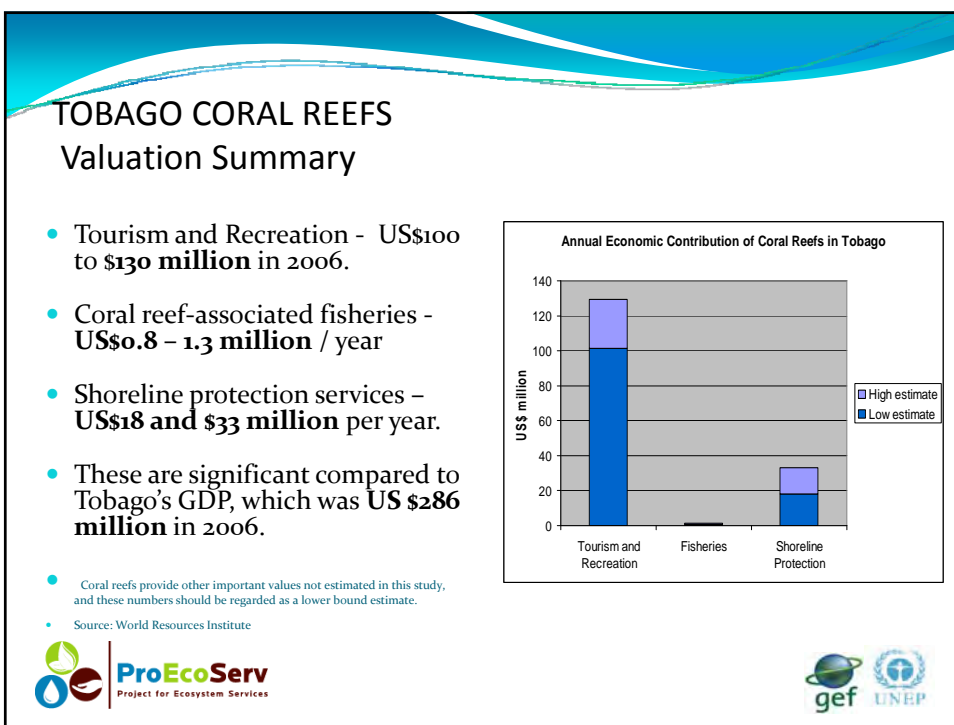 TOBAGO CORAL REEFS
Valuation Summary
• Tourism and Recreation - US$100
to $130 million in 2006.
• Coral reef-associated fisheries -
US$0.8 – 1.3 million / year
• Shoreline protection services –
US$18 and $33 million per year.
• These are significant compared to
Tobago's GDP, which was US $286
million in 2006.
• Coral reefs provide other important values not estimated in this study,
and these numbers should be regarded as a lower bound estimate.
• Source: World Resources Institute
Annual Economic Contribution of Coral Reefs in Tobago
US$ million
140
120
100
80
60
40
20
0
Tourism and
Recreation
Fisheries
Shoreline
Protection
High estimate
Low estimate
ProEcoServ
Project for Ecosystem Services
gef
UNEP